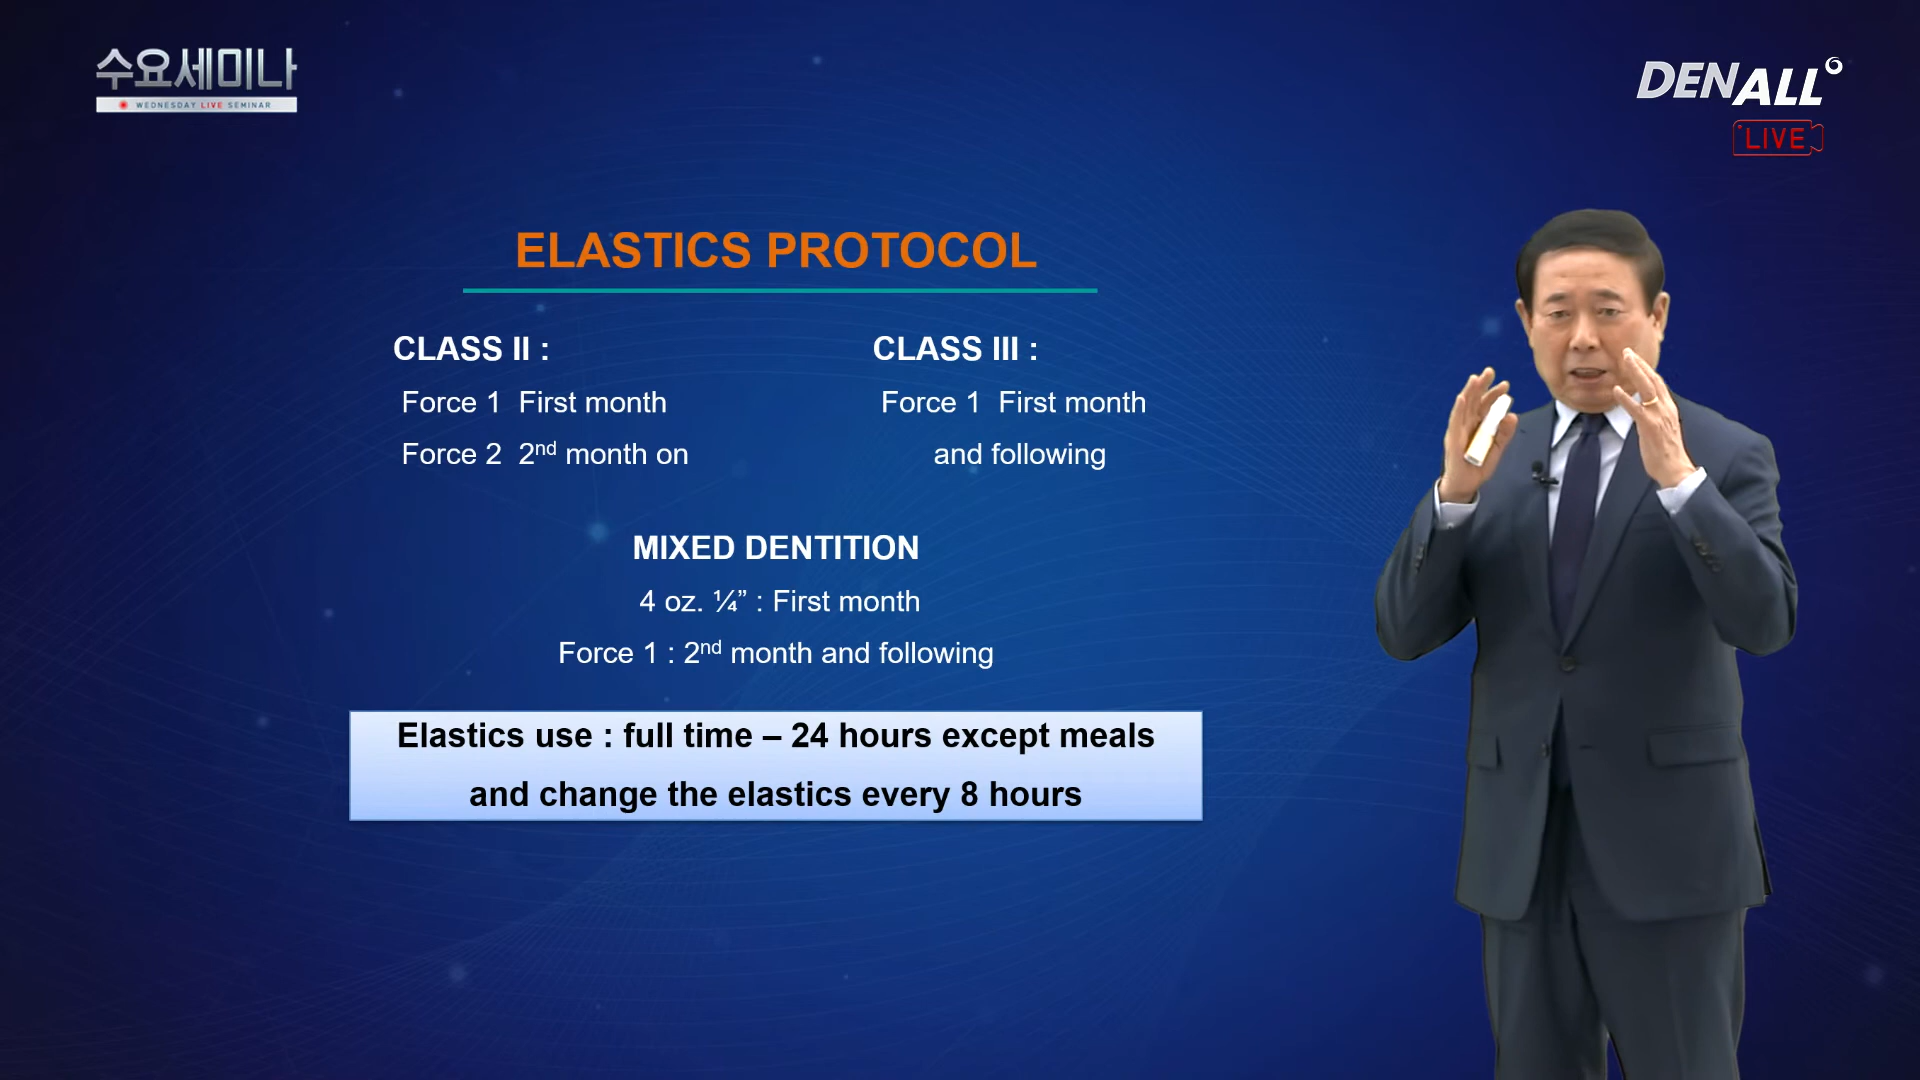 수요세미나
WEDNESDAY LIVE SEMINAR
DENALL
LIVE
ELASTICS PROTOCOL
CLASS II :
Force 1 First month
Force 2 2nd month on
CLASS III :
Force 1 First month
and following
MIXED DENTITION
4 oz. ¼” : First month
Force 1 : 2nd month and following
Elastics use : full time – 24 hours except meals
and change the elastics every 8 hours